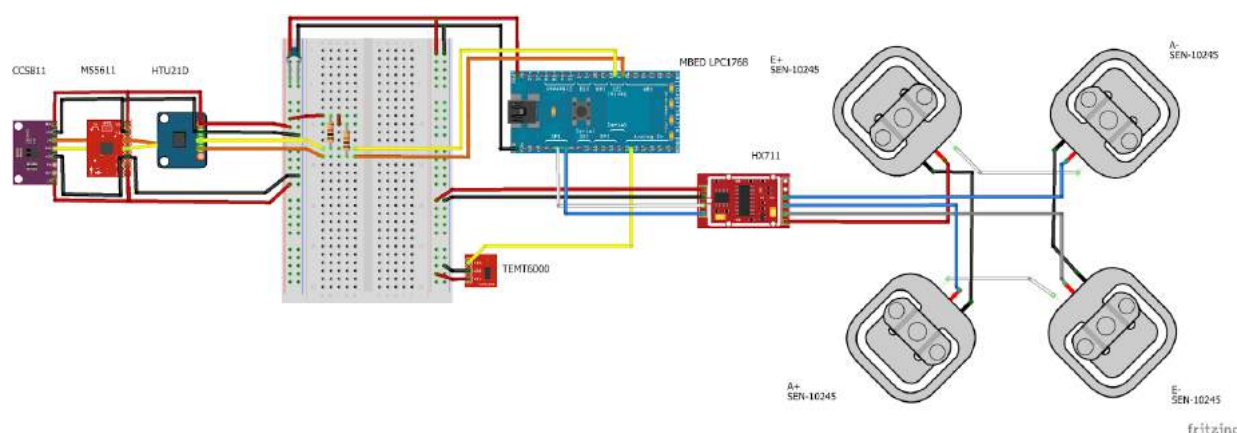 CCS811
MS5611
HTU21D
MBED LPC1768
E+
SEN-10245
A-
SEN-10245
HX711
TEMT6000
A+
SEN-10245
E-
SEN-10245
fritzing